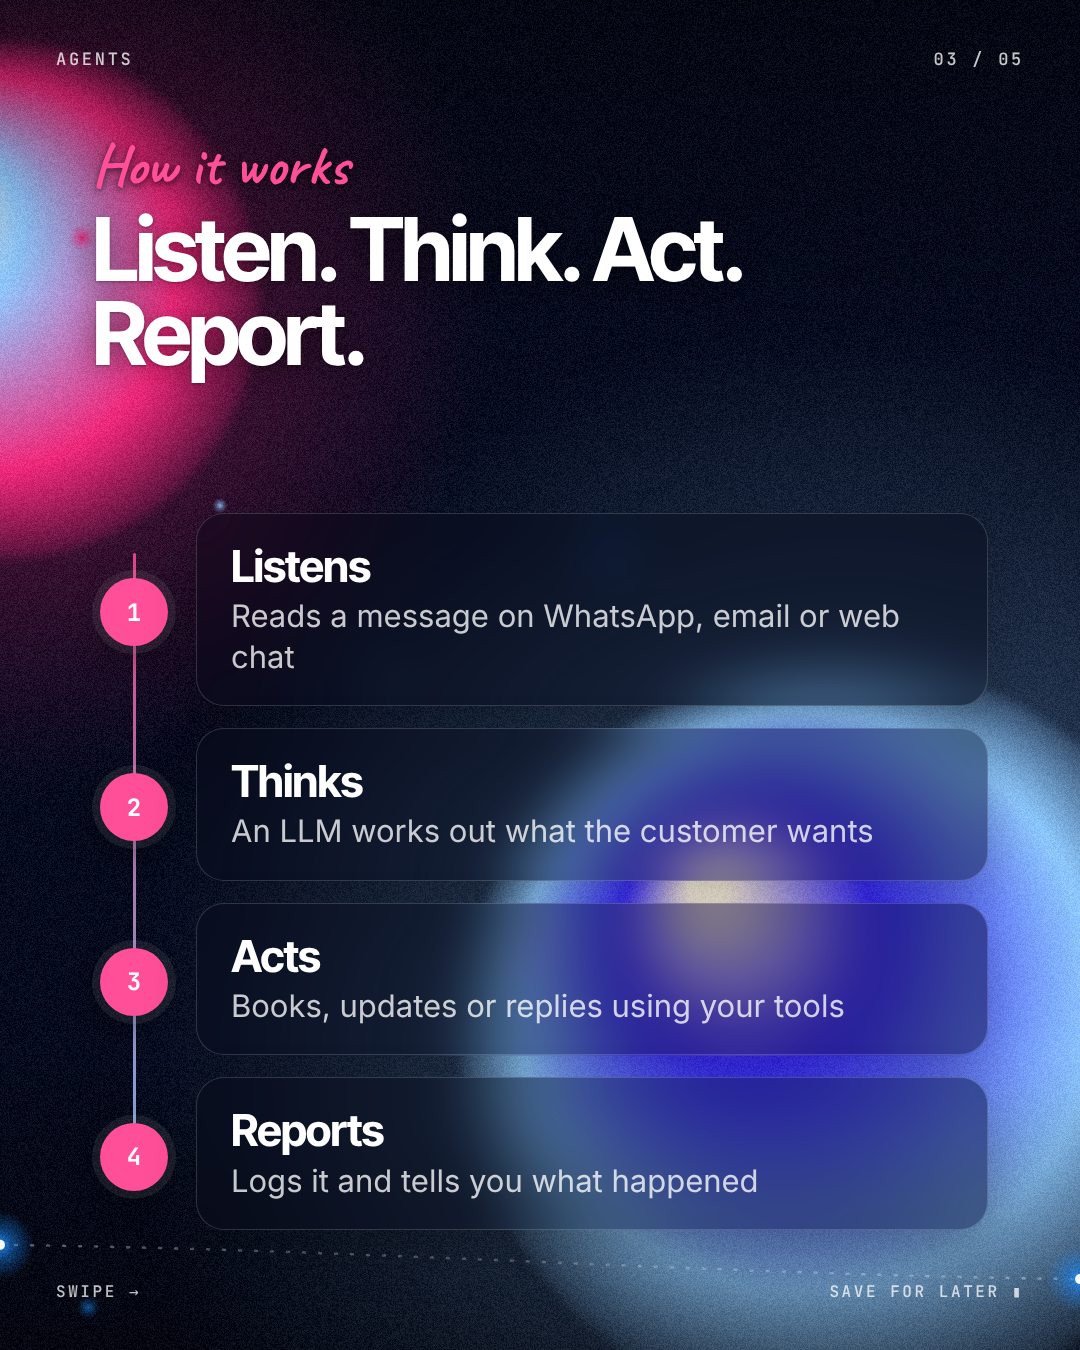 AGENTS
03 / 05
How it works
Listen. Think. Act.
Report.
1
Listens
Reads a message on WhatsApp, email or web
chat
2
Thinks
An LLM works out what the customer wants
3
Acts
Books, updates or replies using your tools
4
Reports
Logs it and tells you what happened
SWIPE →
SAVE FOR LATER ▮